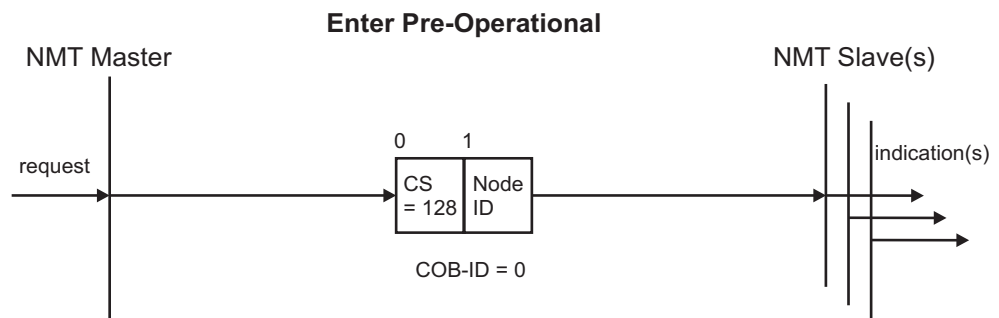 Enter Pre-Operational
NMT Master
NMT Slave(s)
0 1
request
indication(s)
CS
= 128
Node
ID
COB-ID = 0